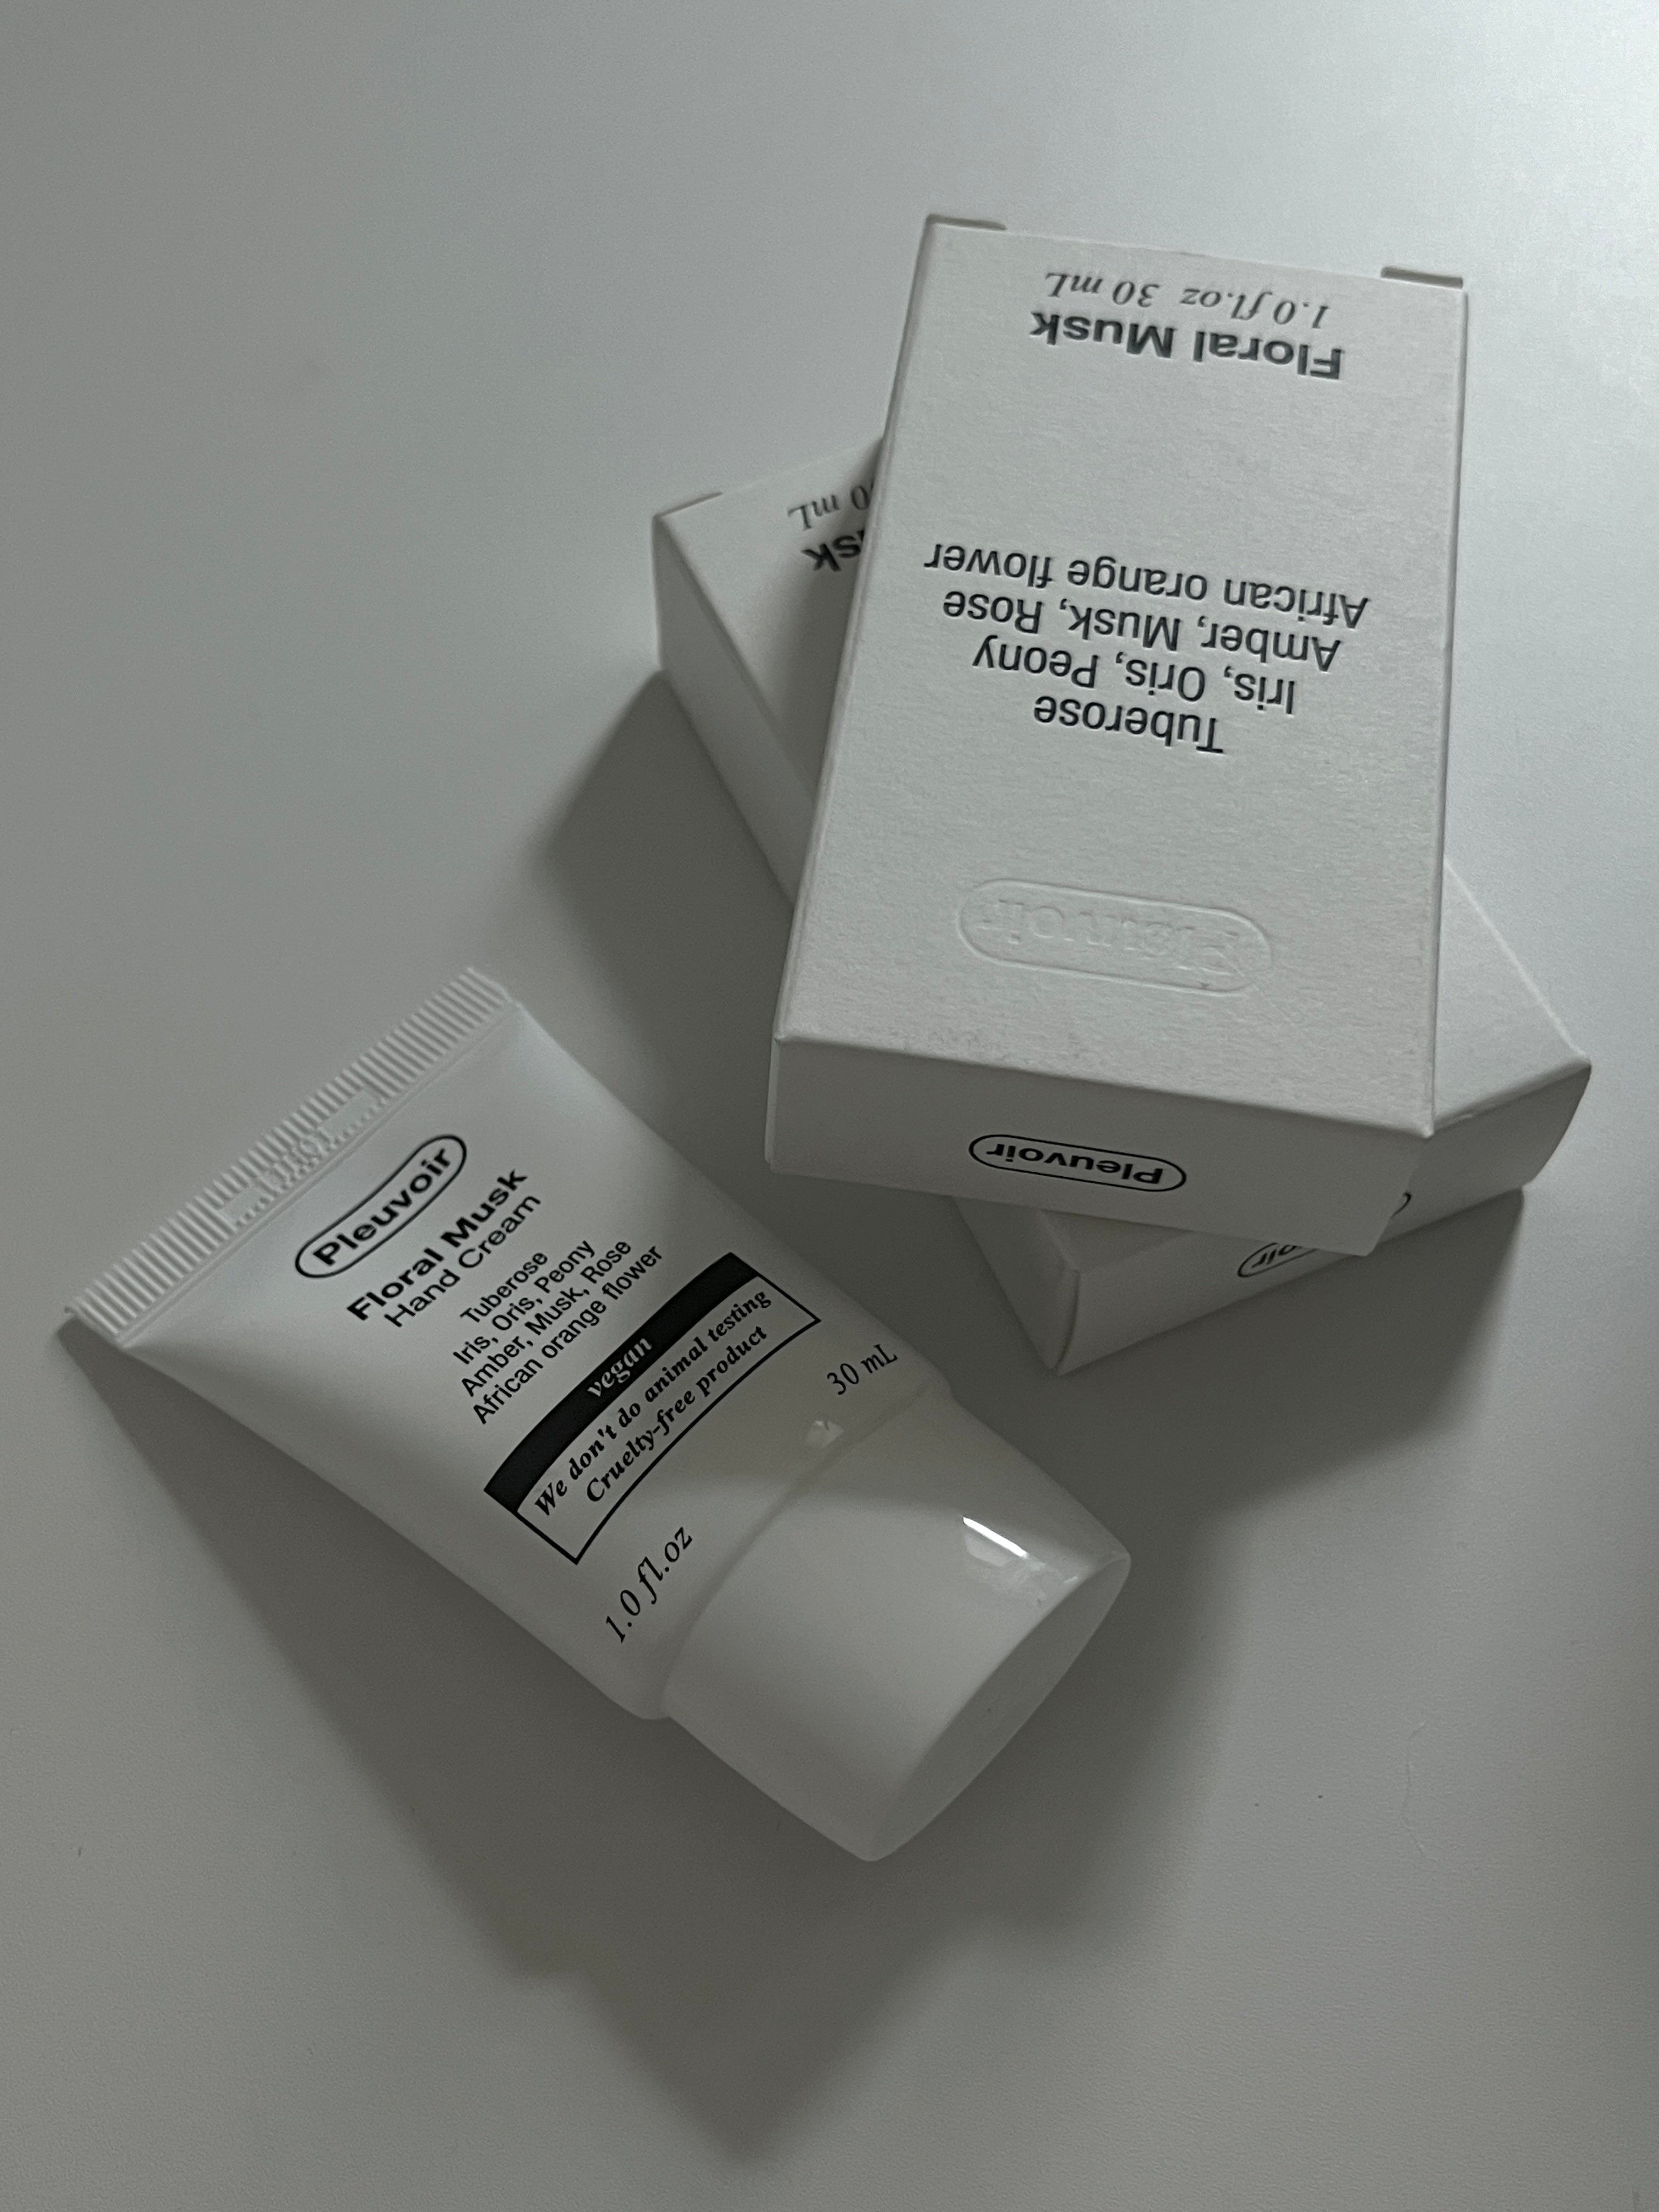 1.0 fl.oz 30 mL
Floral Musk
African orange flower
Amber, Musk, Rose
Iris, Oris, Peony
Tuberose
Pleuvoir
Pleuvoir
mL
Pleuvoir
Floral Musk
Hand Cream
Tuberose
Iris, Oris, Peony
Amber, Musk, Rose
African orange flower
vegan
We don't do animal testing
Cruelty-free product
1.0 fl.oz 30 mL